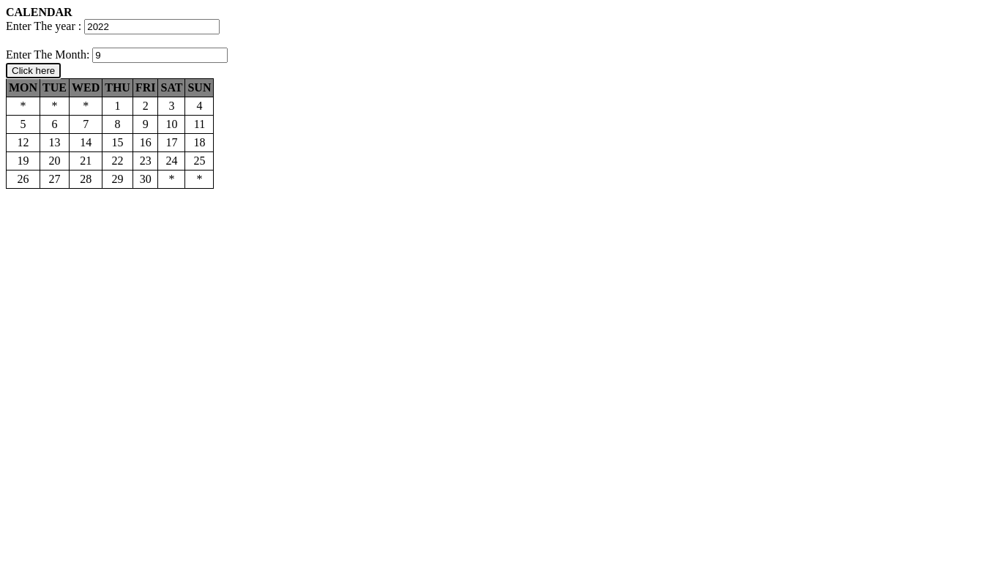 CALENDAR
Enter The year : 2022
Enter The Month: 9
Click here
MON TUE WED THU FRI SAT SUN
* * * 1 2 3 4
5 6 7 8 9 10 11
12 13 14 15 16 17 18
19 20 21 22 23 24 25
26 27 28 29 30 * *